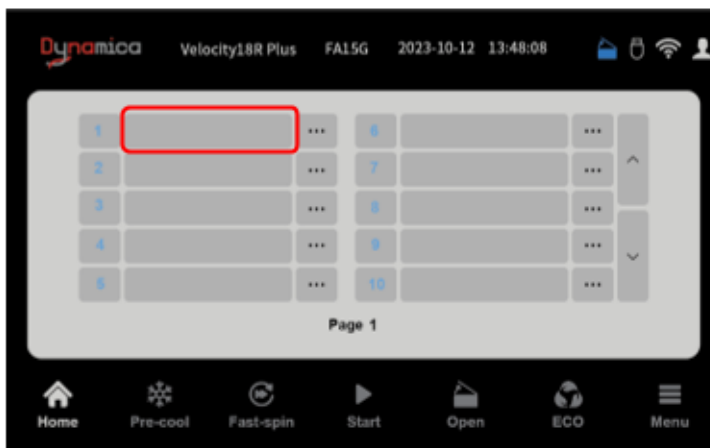 Dynamica Velocity18R Plus FA15G 2023-10-12 13:48:08
1 ... 6 ...
2 ... 7 ...
3 ... 8 ...
4 ... 9 ...
5 ... 10 ...
Page 1
Home Pre-cool Fast-spin Start Open ECO Menu